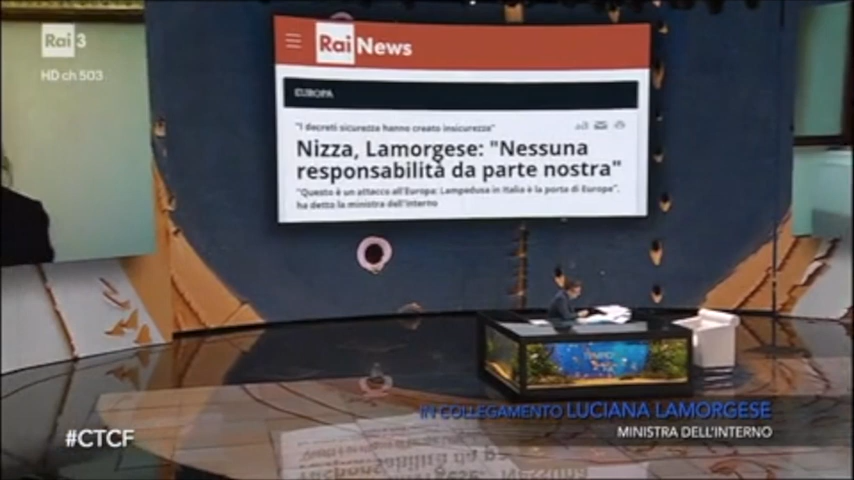 Rai 3
HD ch 503
Rai News
EUROPA
"I decreti sicurezza hanno creato insicurezza"
Nizza, Lamorgese: "Nessuna
responsabilità da parte nostra"
"Questo è un attacco all'Europa: Lampedusa in Italia è la porta di Europa",
ha detto la ministra dell'interno
IN COLLEGAMENTO LUCIANA LAMORGESE
MINISTRA DELL'INTERNO
#CTCF